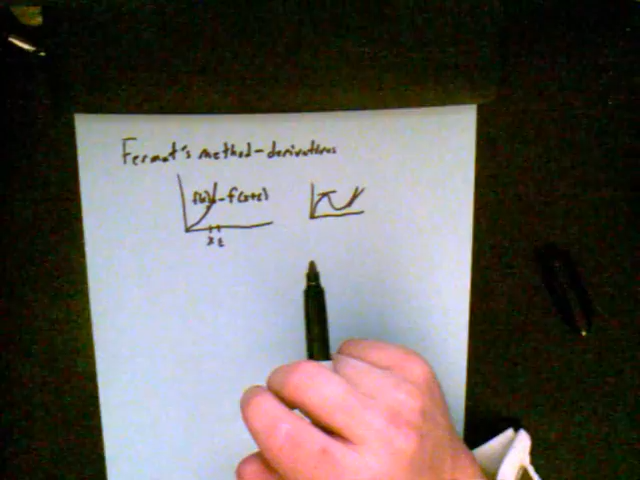 Fermat's method - derivatives
f(x) - f(x+ε)
x ε